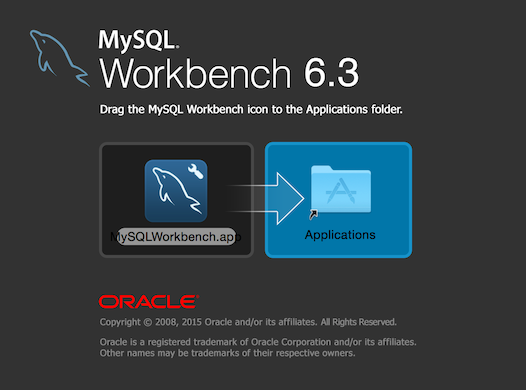 MySQL.
Workbench 6.3
Drag the MySQL Workbench icon to the Applications folder.
MySQLWorkbench.app
Applications
ORACLE®
Copyright © 2008, 2015 Oracle and/or its affiliates. All Rights Reserved.
Oracle is a registered trademark of Oracle Corporation and/or its affiliates.
Other names may be trademarks of their respective owners.